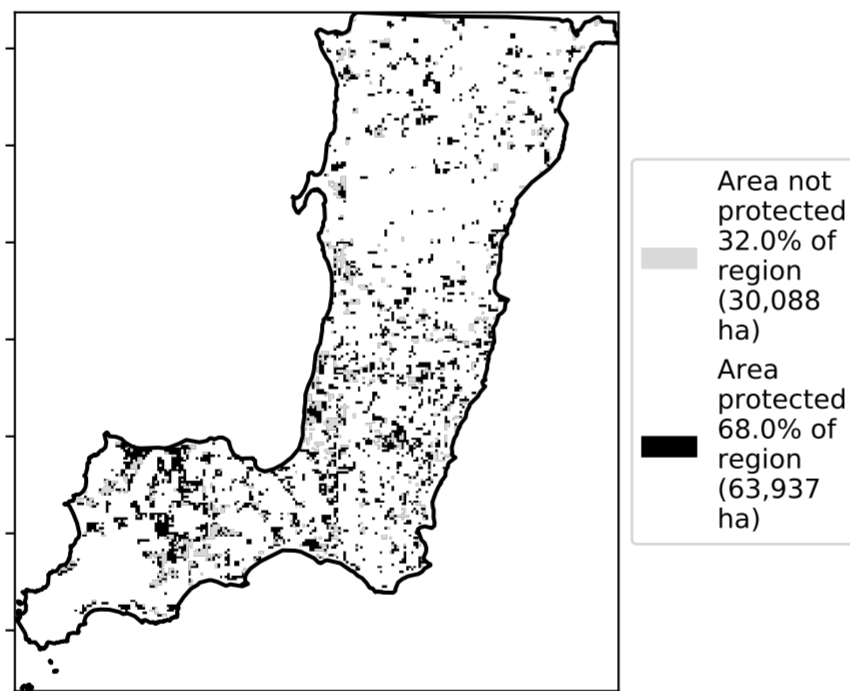 Area not
protected
32.0% of
region
(30,088
ha)
Area
protected
68.0% of
region
(63,937
ha)